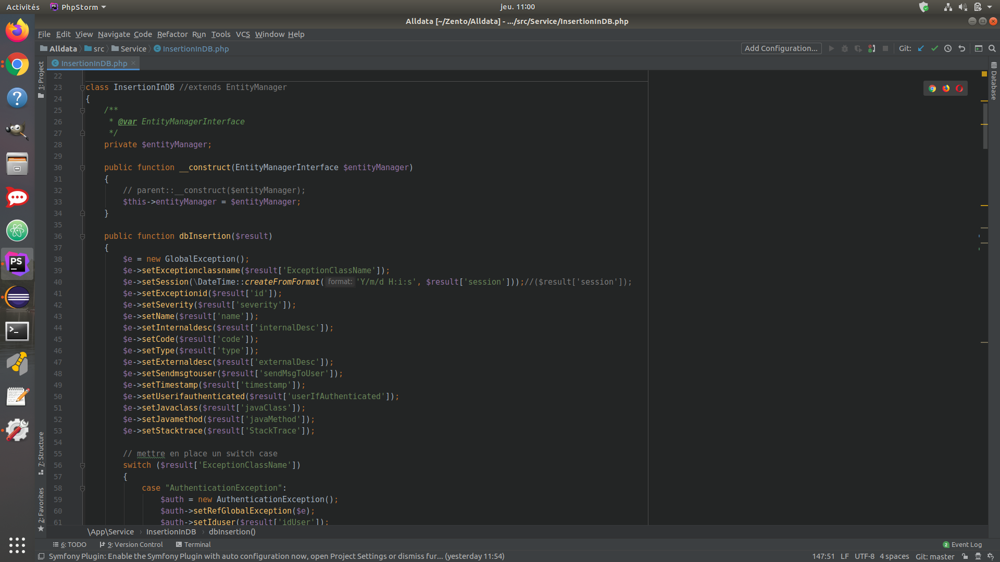 Activités PhpStorm jeu. 11:00
Alldata [~/Zento/Alldata] - .../src/Service/InsertionInDB.php
File Edit View Navigate Code Refactor Run Tools VCS Window Help
Alldata src Service InsertionInDB.php Add Configuration... Git:
InsertionInDB.php
1: Project
Database
22
23 class InsertionInDB //extends EntityManager
24 {
25 /**
26 * @var EntityManagerInterface
27 */
28 private $entityManager;
29
30 public function __construct(EntityManagerInterface $entityManager)
31 {
32 // parent::__construct($entityManager);
33 $this->entityManager = $entityManager;
34 }
35
36 public function dbInsertion($result)
37 {
38 $e = new GlobalException();
39 $e->setExceptionclassname($result['ExceptionClassName']);
40 $e->setSession(\DateTime::createFromFormat( format: 'Y/m/d H:i:s', $result['session']));//($result['session']);
41 $e->setExceptionid($result['id']);
42 $e->setSeverity($result['severity']);
43 $e->setName($result['name']);
44 $e->setInternaldesc($result['internalDesc']);
45 $e->setCode($result['code']);
46 $e->setType($result['type']);
47 $e->setExternaldesc($result['externalDesc']);
48 $e->setSendmsgtouser($result['sendMsgToUser']);
49 $e->setTimestamp($result['timestamp']);
50 $e->setUserifauthenticated($result['userIfAuthenticated']);
51 $e->setJavaclass($result['javaClass']);
52 $e->setJavamethod($result['javaMethod']);
53 $e->setStacktrace($result['StackTrace']);
54
55 // mettre en place un switch case
56 switch ($result['ExceptionClassName'])
57 {
58 case "AuthenticationException":
59 $auth = new AuthenticationException();
60 $auth->setRefGlobalException($e);
61 $auth->setIduser($result['idUser']);
7: Structure
2: Favorites
PS
\App\Service InsertionInDB dbInsertion()
6: TODO 9: Version Control Terminal 2 Event Log
Symfony Plugin: Enable the Symfony Plugin with auto configuration now, open Project Settings or dismiss fur... (yesterday 11:54) 147:51 LF UTF-8 4 spaces Git: master